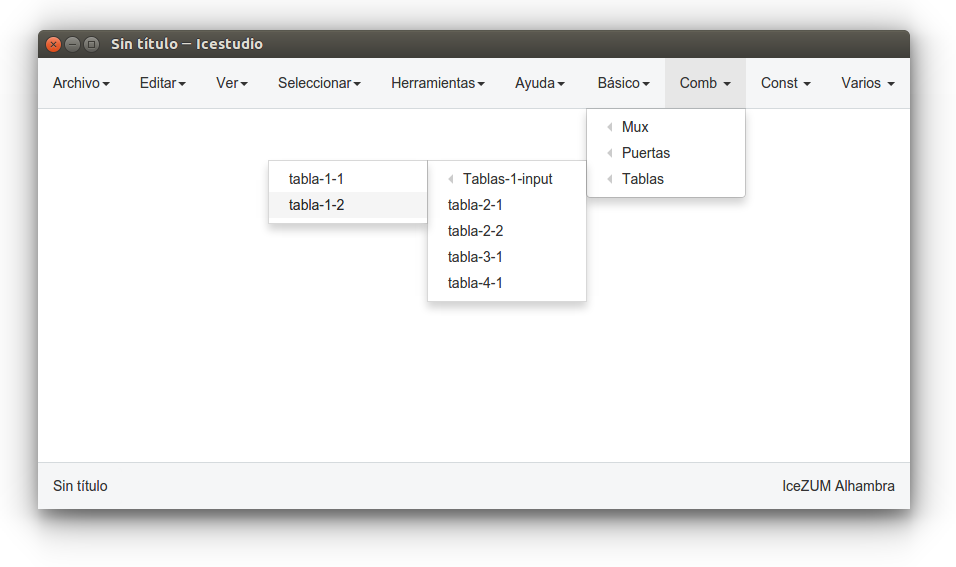 Sin título – Icestudio
Archivo Editar Ver Seleccionar Herramientas Ayuda Básico Comb Const Varios
Mux
Puertas
Tablas
Tablas-1-input
tabla-2-1
tabla-2-2
tabla-3-1
tabla-4-1
tabla-1-1
tabla-1-2
Sin título IceZUM Alhambra